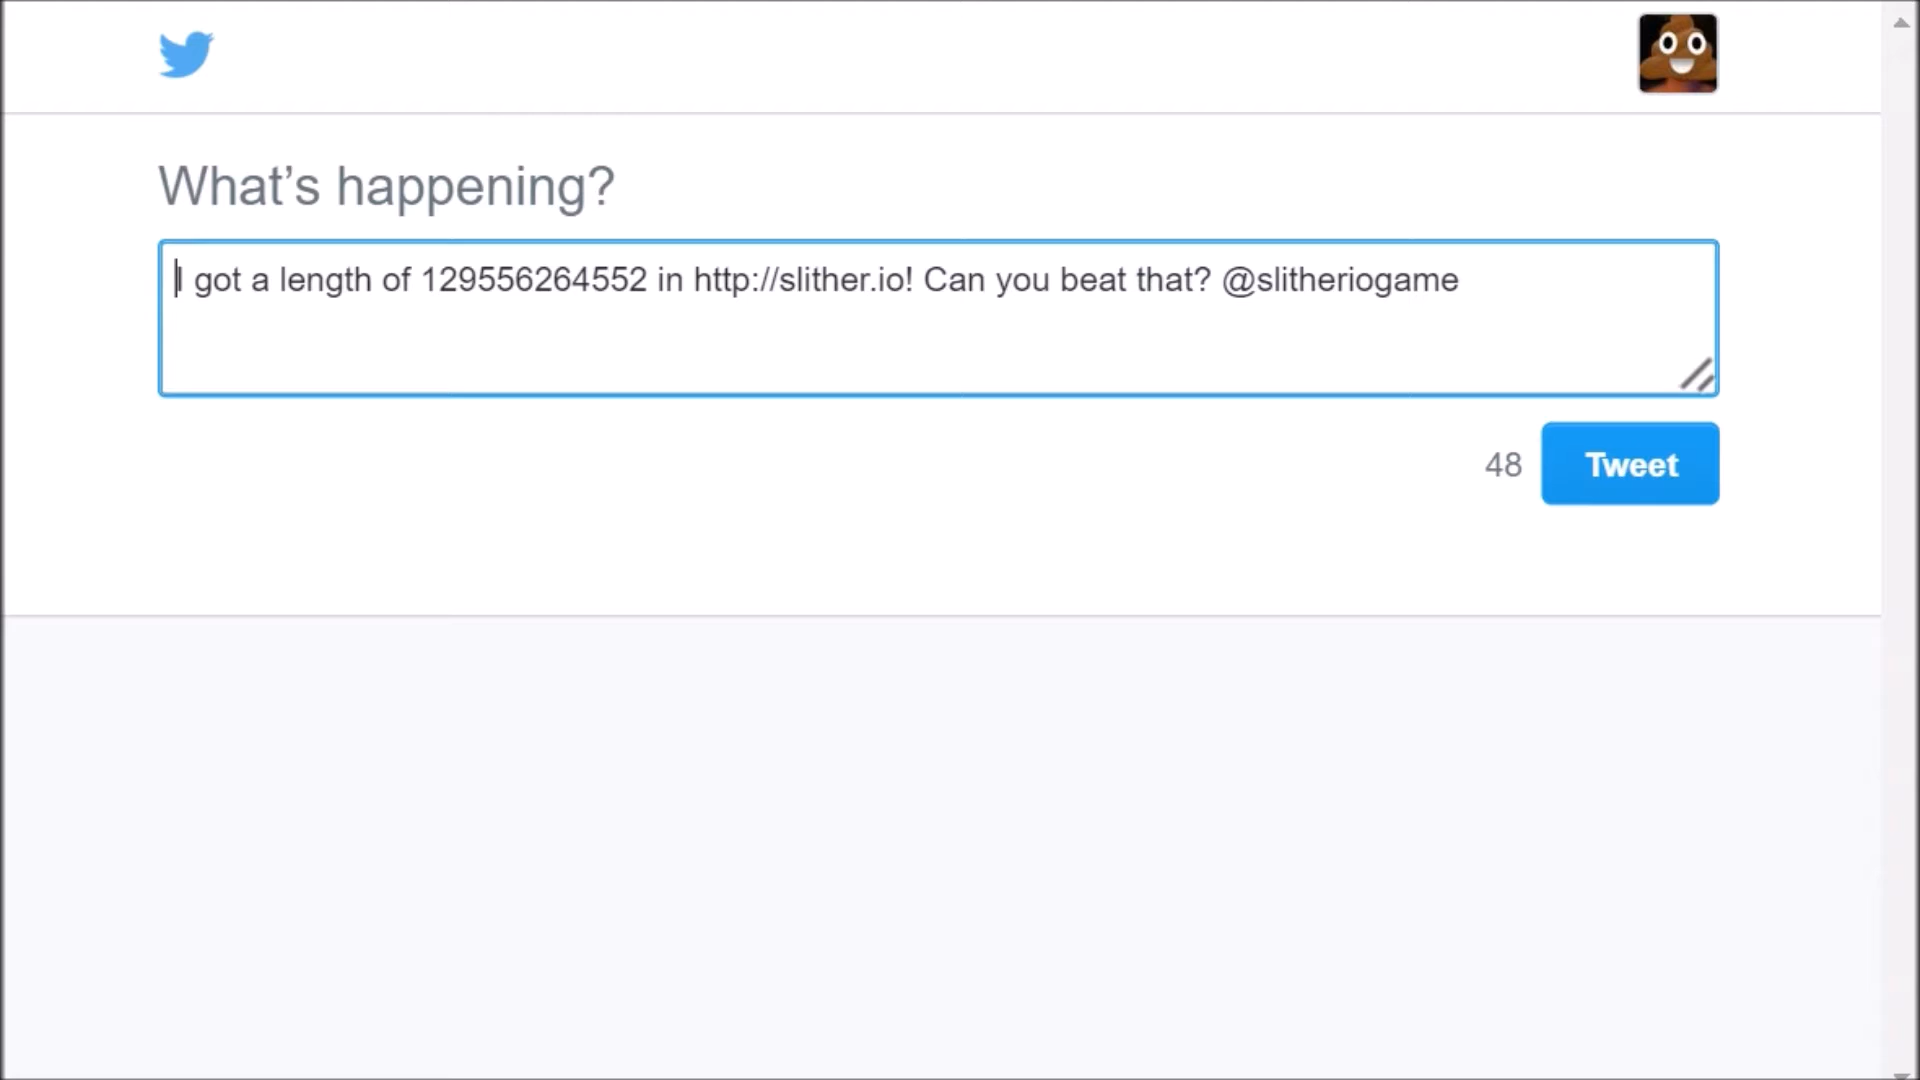 What’s happening?
I got a length of 129556264552 in http://slither.io! Can you beat that? @slitheriogame
48 Tweet